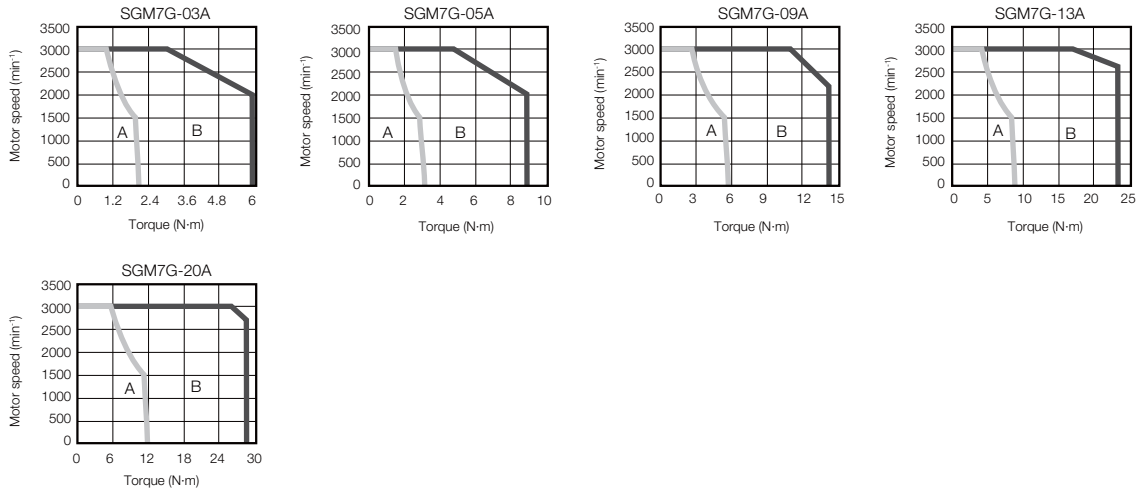 SGM7G-03A
Motor speed (min-1)
3500
3000
2500
2000
1500
1000
500
0
A
B
0 1.2 2.4 3.6 4.8 6
Torque (N·m)
SGM7G-05A
Motor speed (min-1)
3500
3000
2500
2000
1500
1000
500
0
A
B
0 2 4 6 8 10
Torque (N·m)
SGM7G-09A
Motor speed (min-1)
3500
3000
2500
2000
1500
1000
500
0
A
B
0 3 6 9 12 15
Torque (N·m)
SGM7G-13A
Motor speed (min-1)
3500
3000
2500
2000
1500
1000
500
0
A
B
0 5 10 15 20 25
Torque (N·m)
SGM7G-20A
Motor speed (min-1)
3500
3000
2500
2000
1500
1000
500
0
A
B
0 6 12 18 24 30
Torque (N·m)